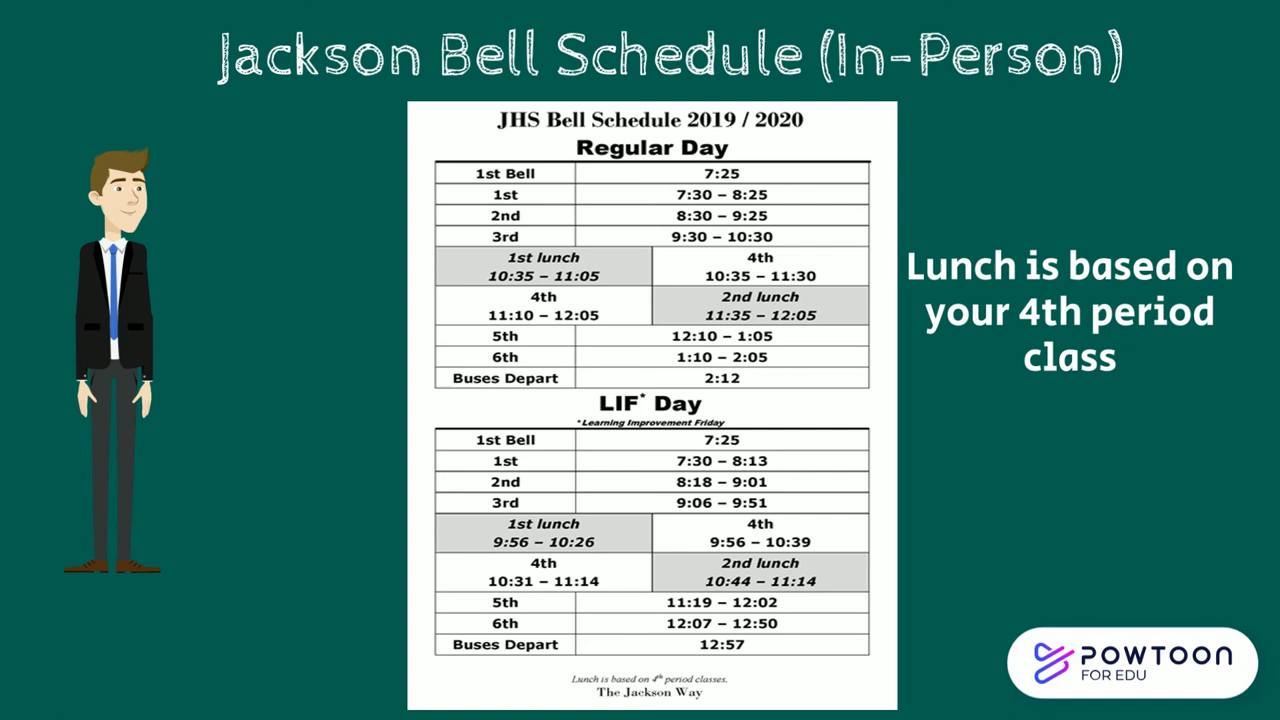 Jackson Bell Schedule (In-Person)
JHS Bell Schedule 2019 / 2020
Regular Day
1st Bell 7:25
1st 7:30 – 8:25
2nd 8:30 – 9:25
3rd 9:30 – 10:30
1st lunch 4th
10:35 – 11:05 10:35 – 11:30
4th 2nd lunch
11:10 – 12:05 11:35 – 12:05
5th 12:10 – 1:05
6th 1:10 – 2:05
Buses Depart 2:12
LIF* Day
*Learning Improvement Friday
1st Bell 7:25
1st 7:30 – 8:13
2nd 8:18 – 9:01
3rd 9:06 – 9:51
1st lunch 4th
9:56 – 10:26 9:56 – 10:39
4th 2nd lunch
10:31 – 11:14 10:44 – 11:14
5th 11:19 – 12:02
6th 12:07 – 12:50
Buses Depart 12:57
Lunch is based on 4th period classes.
The Jackson Way
Lunch is based on
your 4th period
class
POWTOON
FOR EDU